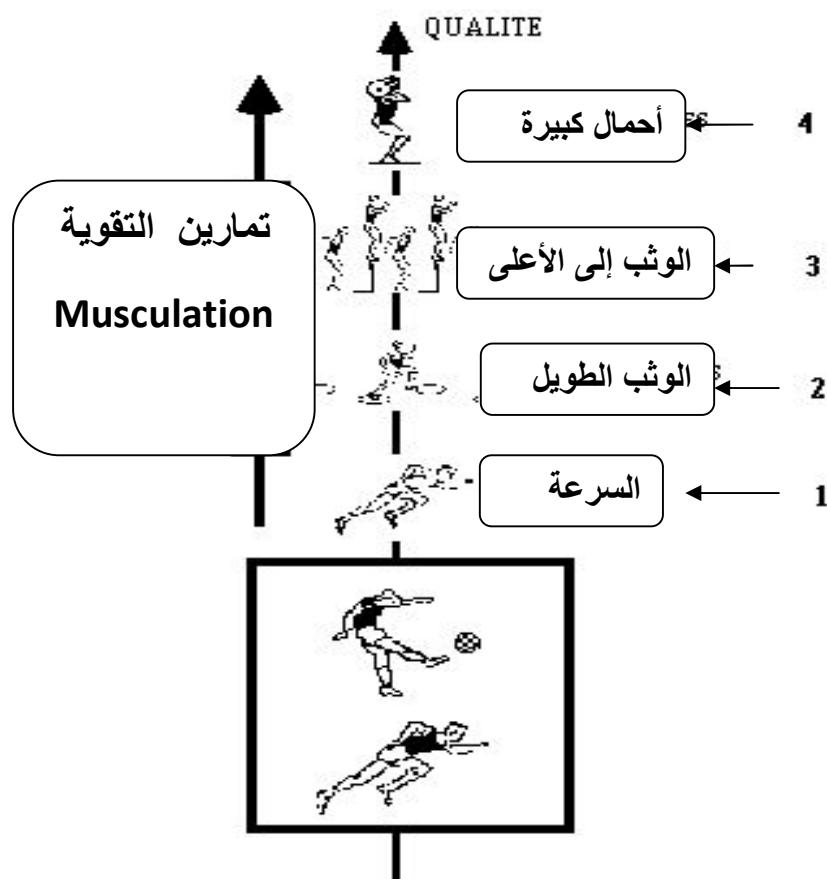 QUALITE
أحمال كبيرة
4
تمارين التقوية
Musculation
الوثب إلى الأعلى
3
الوثب الطويل
2
السرعة
1